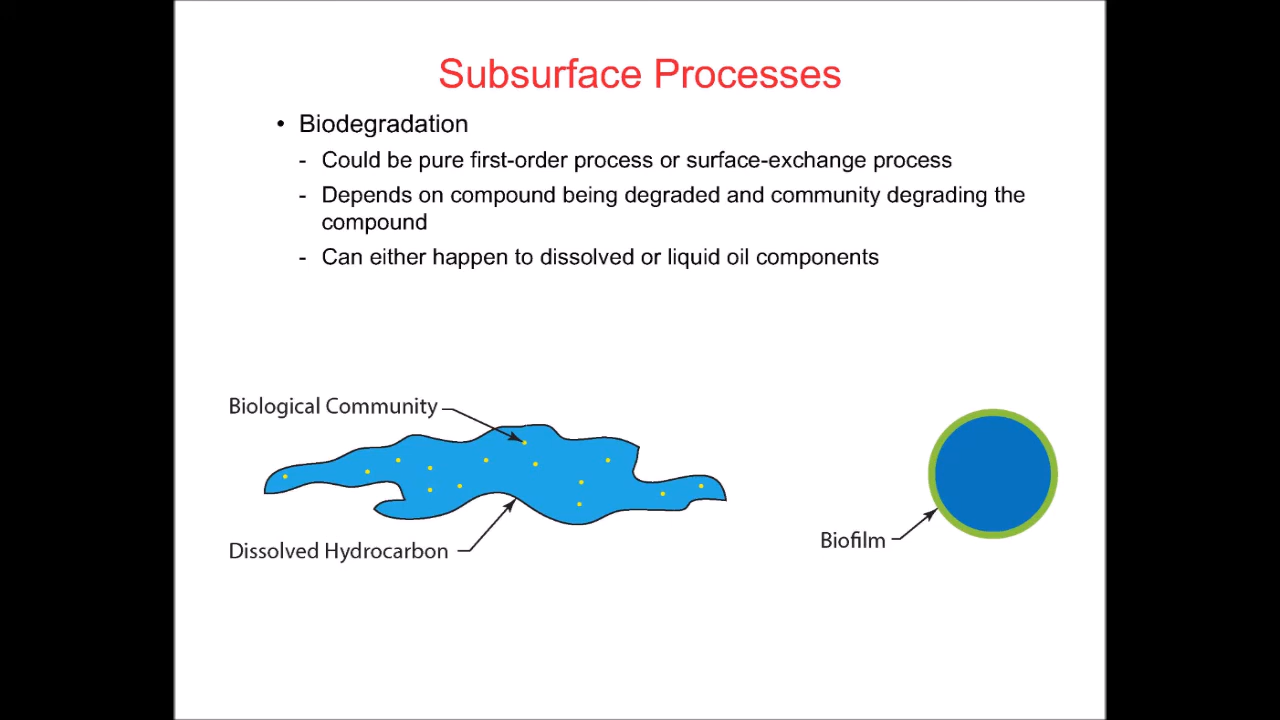 Subsurface Processes
• Biodegradation
- Could be pure first-order process or surface-exchange process
- Depends on compound being degraded and community degrading the
compound
- Can either happen to dissolved or liquid oil components
Biological Community
Dissolved Hydrocarbon
Biofilm